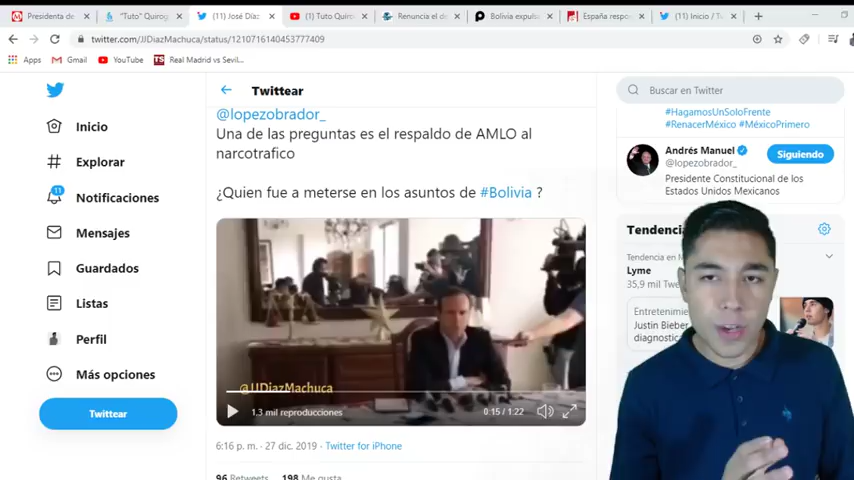 Presidenta de
"Tuto" Quirog
(11) José Díaz
(1) Tuto Quiro
Renuncia el d
Bolivia expuls
España respo
(11) Inicio / T
twitter.com/JJDiazMachuca/status/1210716140453777409
Apps
Gmail
YouTube
Real Madrid vs Sevil...
Inicio
Explorar
11
Notificaciones
Mensajes
Guardados
Listas
Perfil
Más opciones
Twittear
Twittear
@lopezobrador_
Una de las preguntas es el respaldo de AMLO al
narcotrafico
¿Quien fue a meterse en los asuntos de #Bolivia ?
@JJDiazMachuca
1,3 mil reproducciones
0:15 / 1:22
6:16 p. m. · 27 dic. 2019 · Twitter for iPhone
96 Retweets
198 Me gusta
Buscar en Twitter
#HagamosUnSoloFrente
#RenacerMéxico #MéxicoPrimero
Andrés Manuel
@lopezobrador_
Siguiendo
Presidente Constitucional de los
Estados Unidos Mexicanos
Tendencia
Tendencia en M
Lyme
35,9 mil Twe
Entretenimie
Justin Bieber
diagnostica